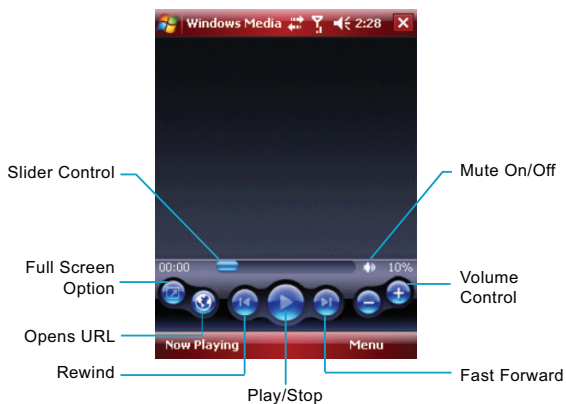 Windows Media 2:28
Slider Control
Mute On/Off
00:00 10%
Full Screen
Option
Volume
Control
Opens URL
Now Playing Menu
Rewind
Fast Forward
Play/Stop